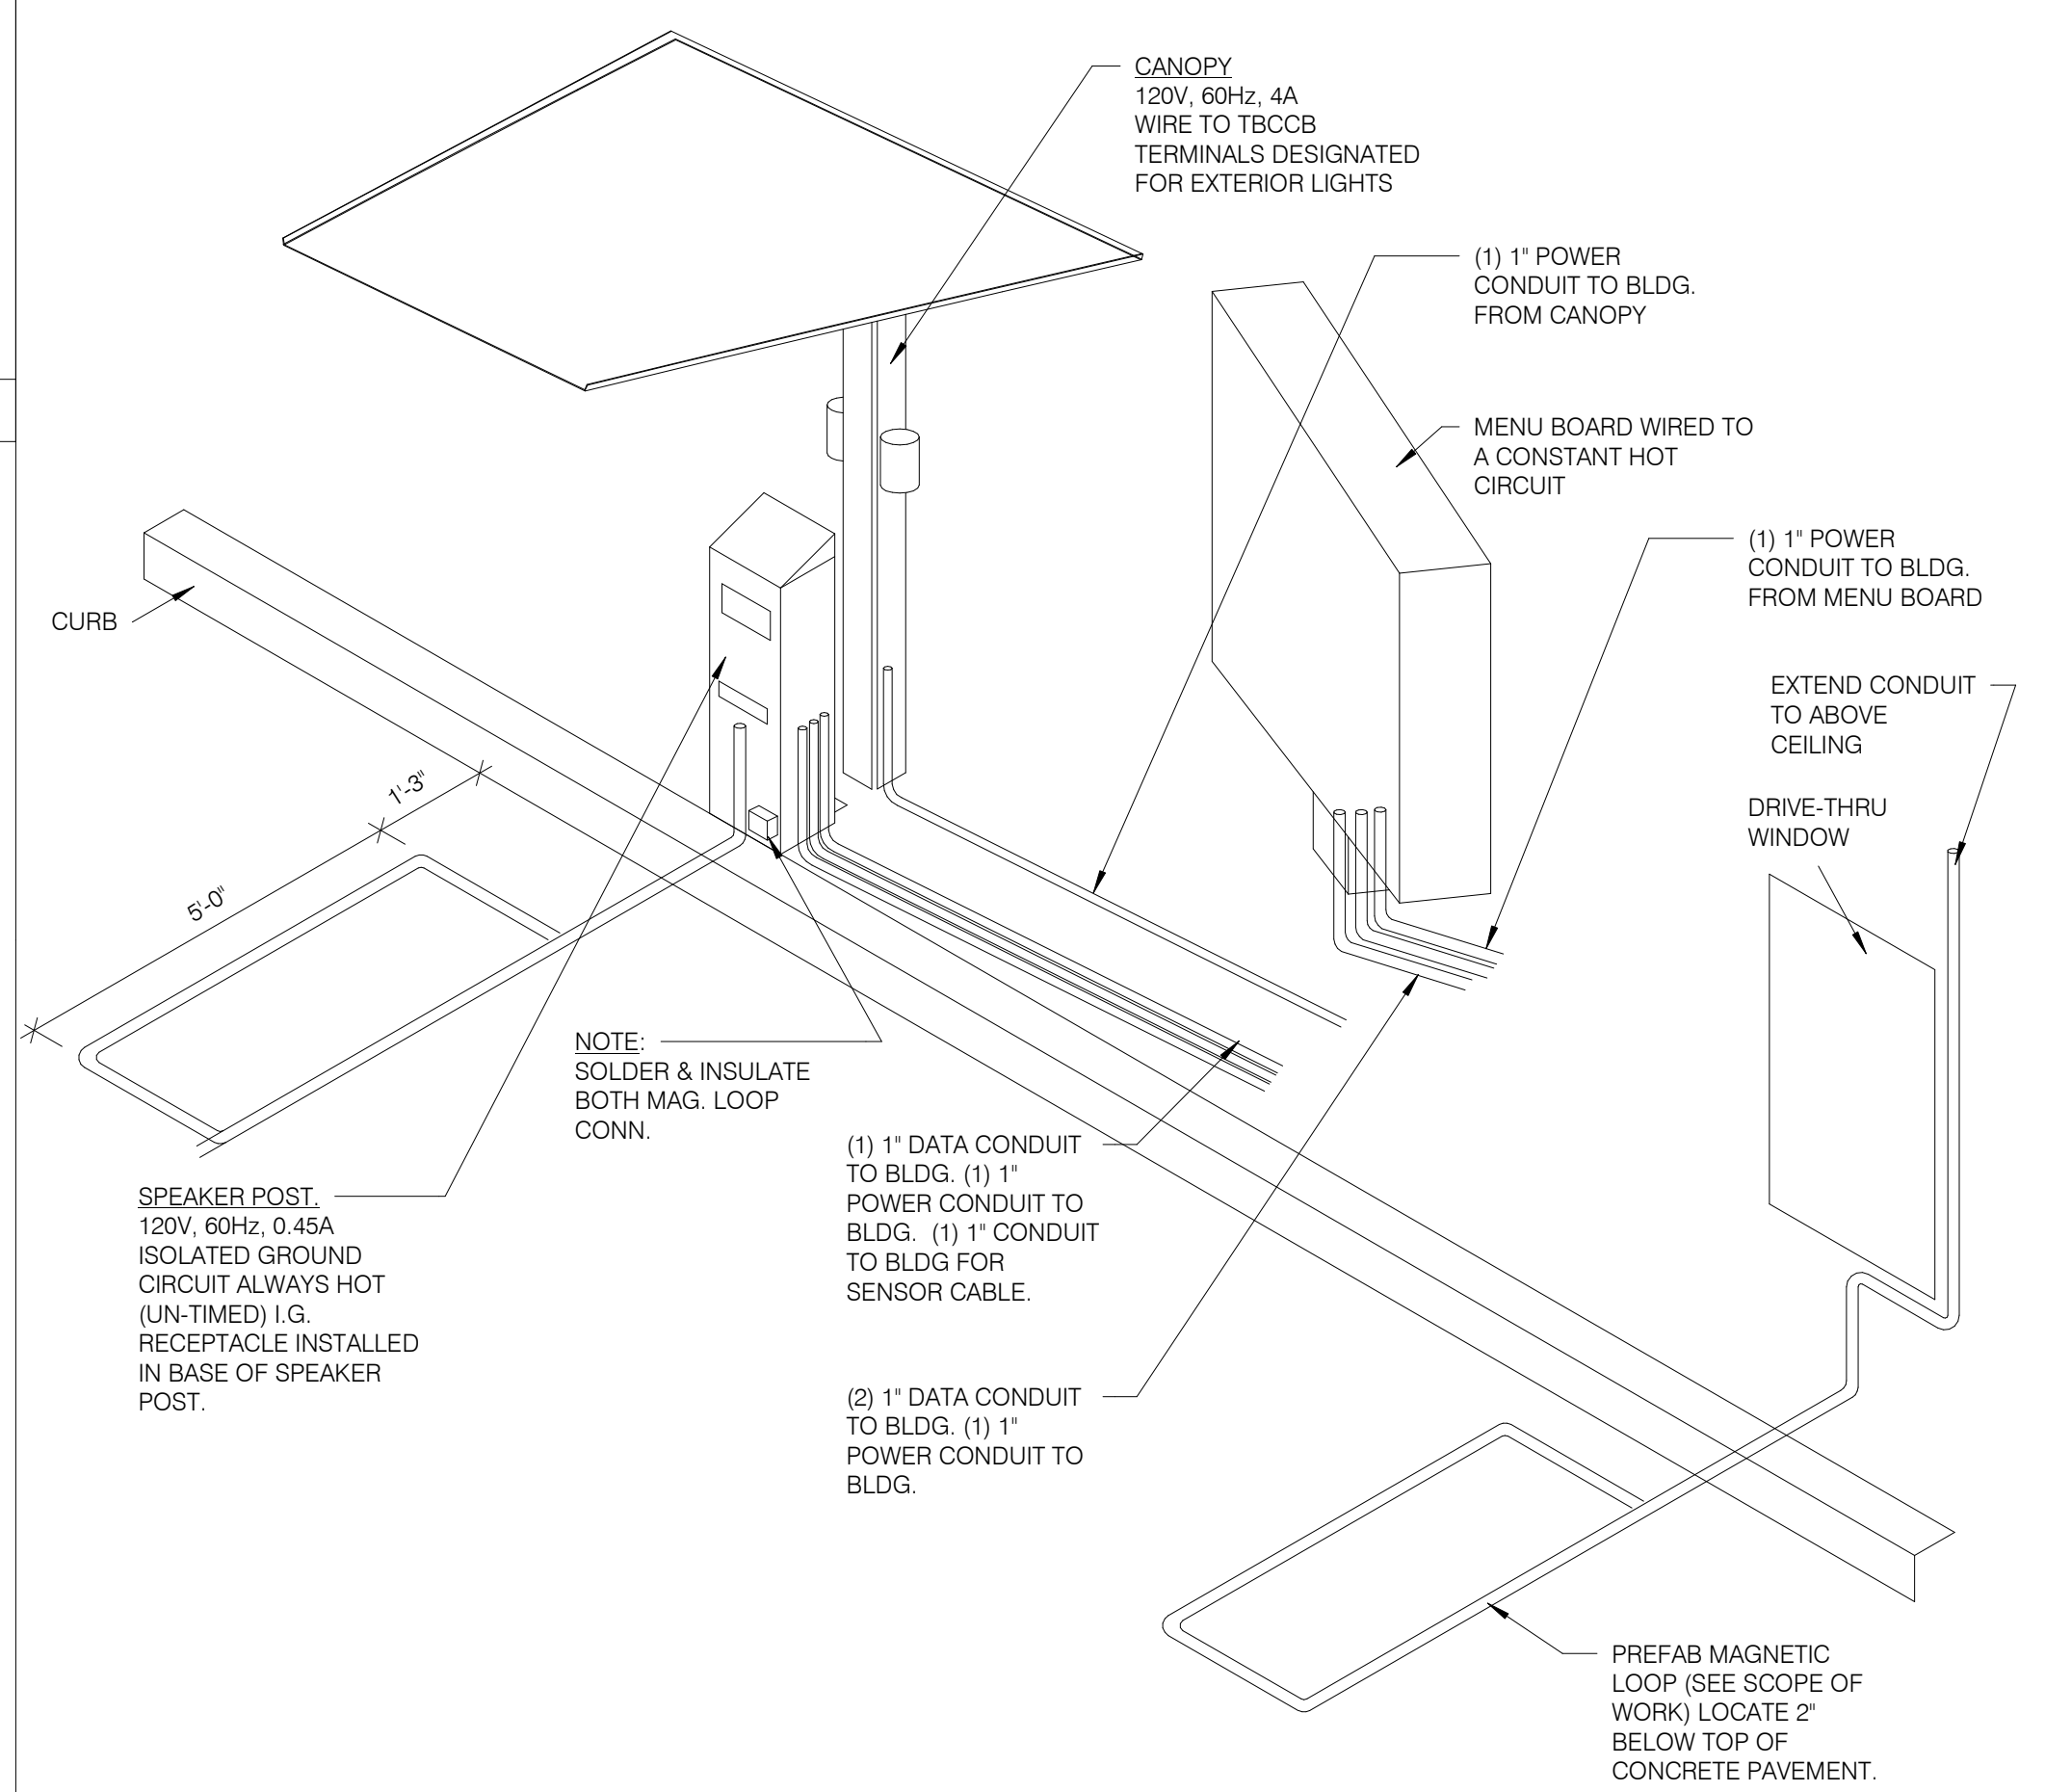 CANOPY
120V, 60Hz, 4A
WIRE TO TBCCB
TERMINALS DESIGNATED
FOR EXTERIOR LIGHTS
(1) 1" POWER
CONDUIT TO BLDG.
FROM CANOPY
MENU BOARD WIRED TO
A CONSTANT HOT
CIRCUIT
(1) 1" POWER
CONDUIT TO BLDG.
FROM MENU BOARD
CURB
EXTEND CONDUIT
TO ABOVE
CEILING
DRIVE-THRU
WINDOW
1'-3"
5'-0"
NOTE:
SOLDER & INSULATE
BOTH MAG. LOOP
CONN.
(1) 1" DATA CONDUIT
TO BLDG. (1) 1"
POWER CONDUIT TO
BLDG. (1) 1" CONDUIT
TO BLDG FOR
SENSOR CABLE.
SPEAKER POST.
120V, 60Hz, 0.45A
ISOLATED GROUND
CIRCUIT ALWAYS HOT
(UN-TIMED) I.G.
RECEPTACLE INSTALLED
IN BASE OF SPEAKER
POST.
(2) 1" DATA CONDUIT
TO BLDG. (1) 1"
POWER CONDUIT TO
BLDG.
PREFAB MAGNETIC
LOOP (SEE SCOPE OF
WORK) LOCATE 2"
BELOW TOP OF
CONCRETE PAVEMENT.